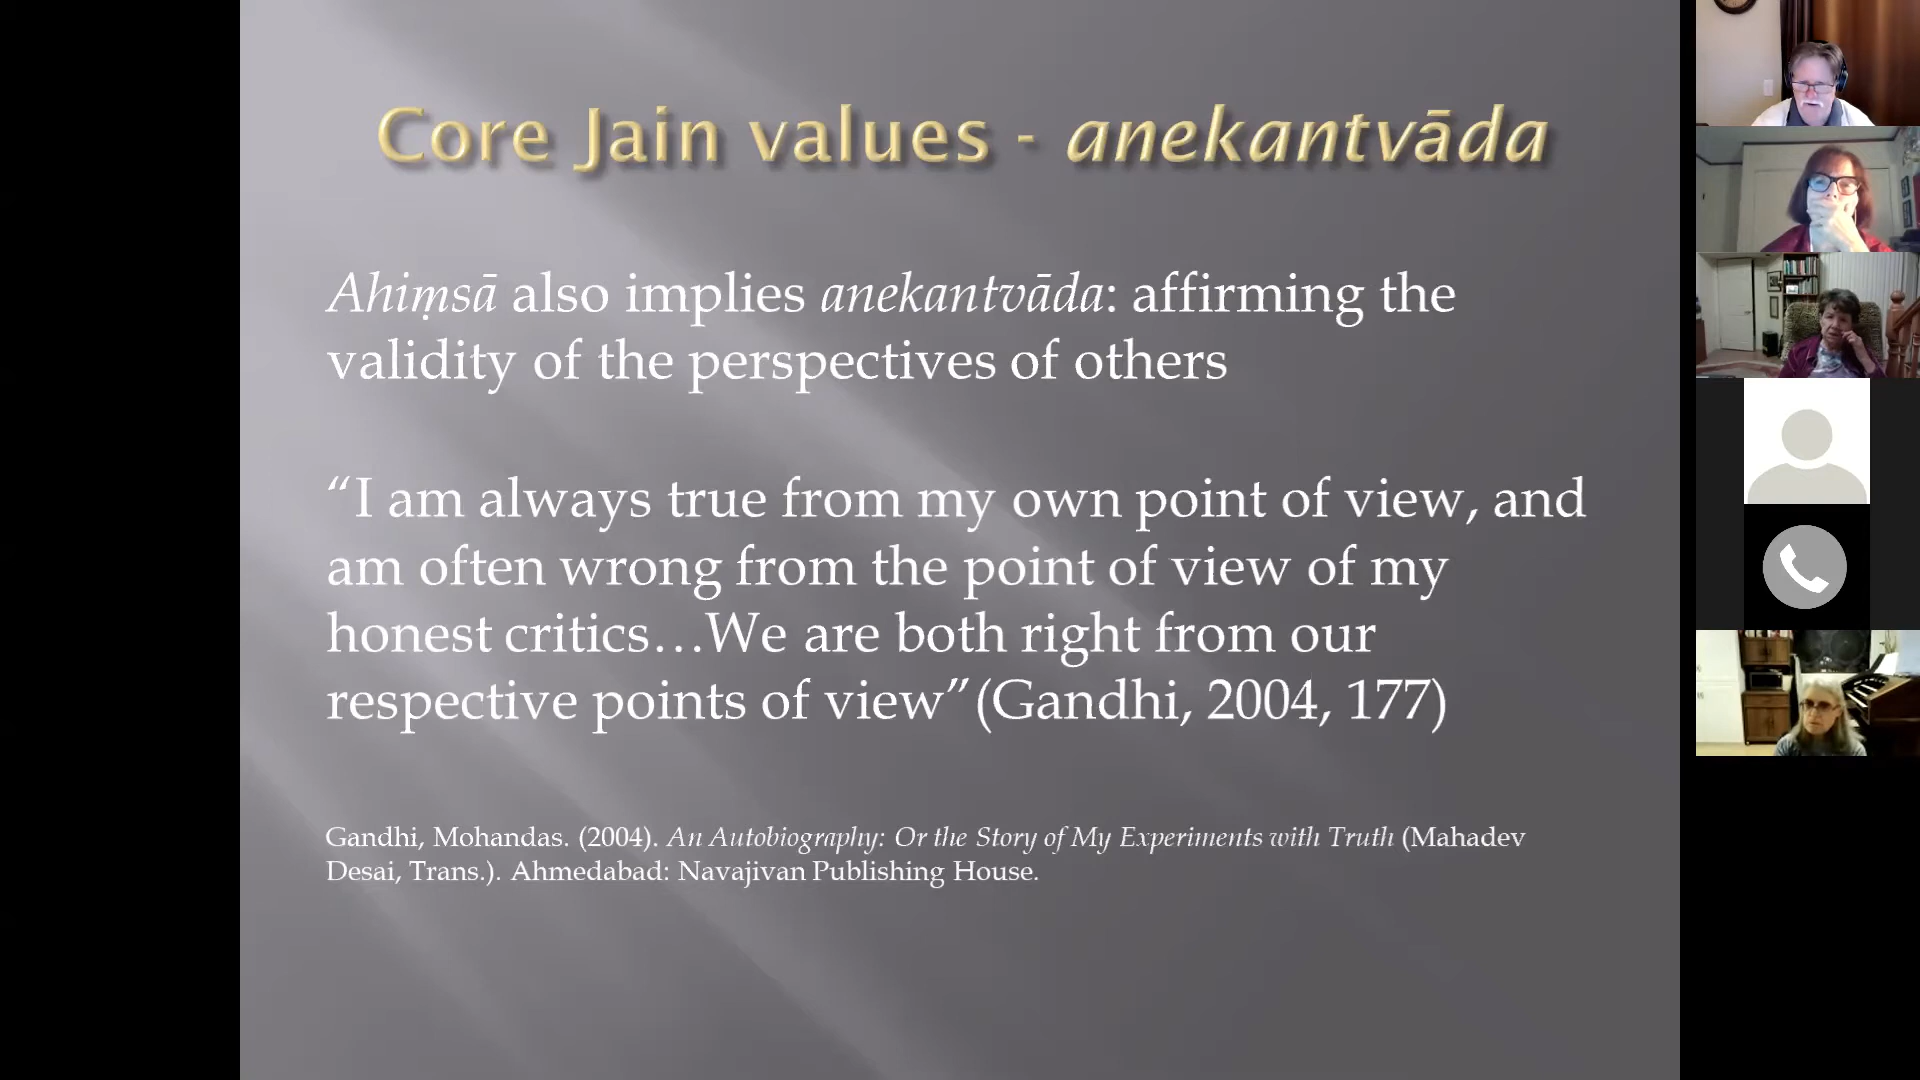 Core Jain values - anekantvāda
Ahiṃsā also implies anekantvāda: affirming the
validity of the perspectives of others
“I am always true from my own point of view, and
am often wrong from the point of view of my
honest critics…We are both right from our
respective points of view”(Gandhi, 2004, 177)
Gandhi, Mohandas. (2004). An Autobiography: Or the Story of My Experiments with Truth (Mahadev
Desai, Trans.). Ahmedabad: Navajivan Publishing House.